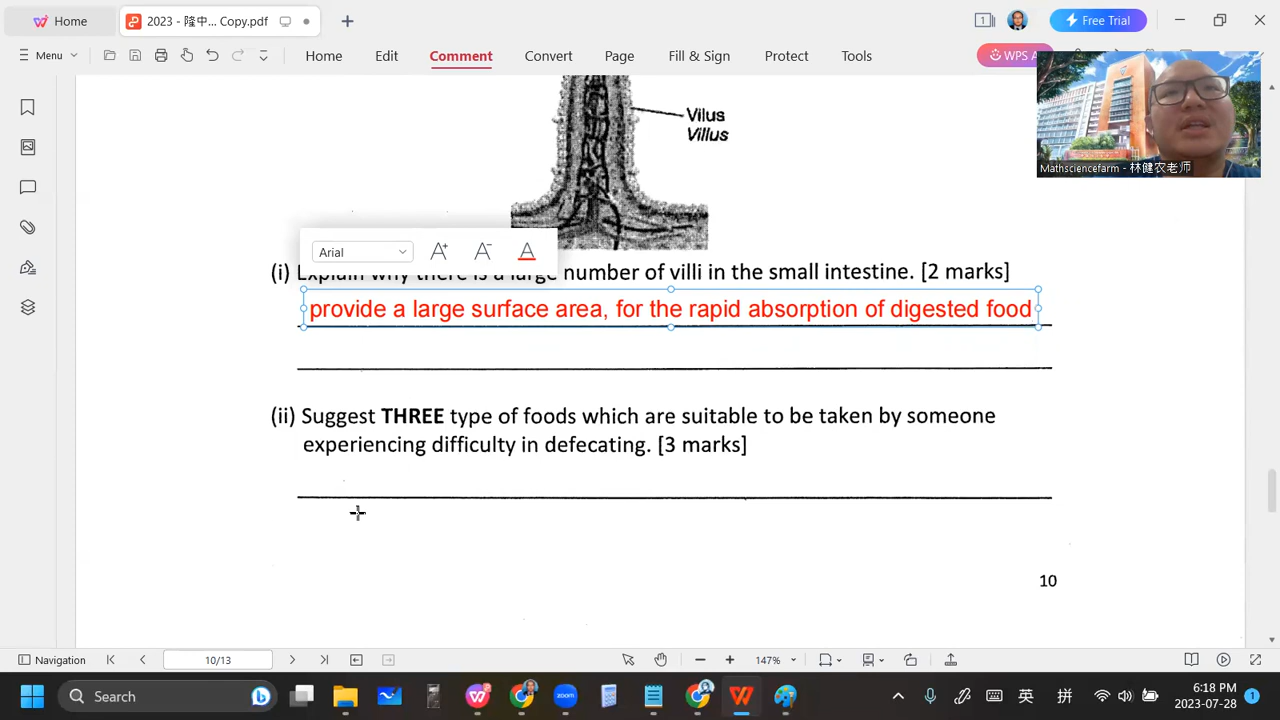 Home
2023 - 隆中... Copy.pdf
1
Free Trial
Menu
Home
Edit
Comment
Convert
Page
Fill & Sign
Protect
Tools
WPS A
Mathsciencefarm - 林健农老师
Vilus
Villus
Arial
A+
A-
A
(i) Explain why there is a large number of villi in the small intestine. [2 marks]
provide a large surface area, for the rapid absorption of digested food
(ii) Suggest THREE type of foods which are suitable to be taken by someone
experiencing difficulty in defecating. [3 marks]
10
Navigation
10/13
147%
Search
zoom
英
拼
6:18 PM
2023-07-28
1